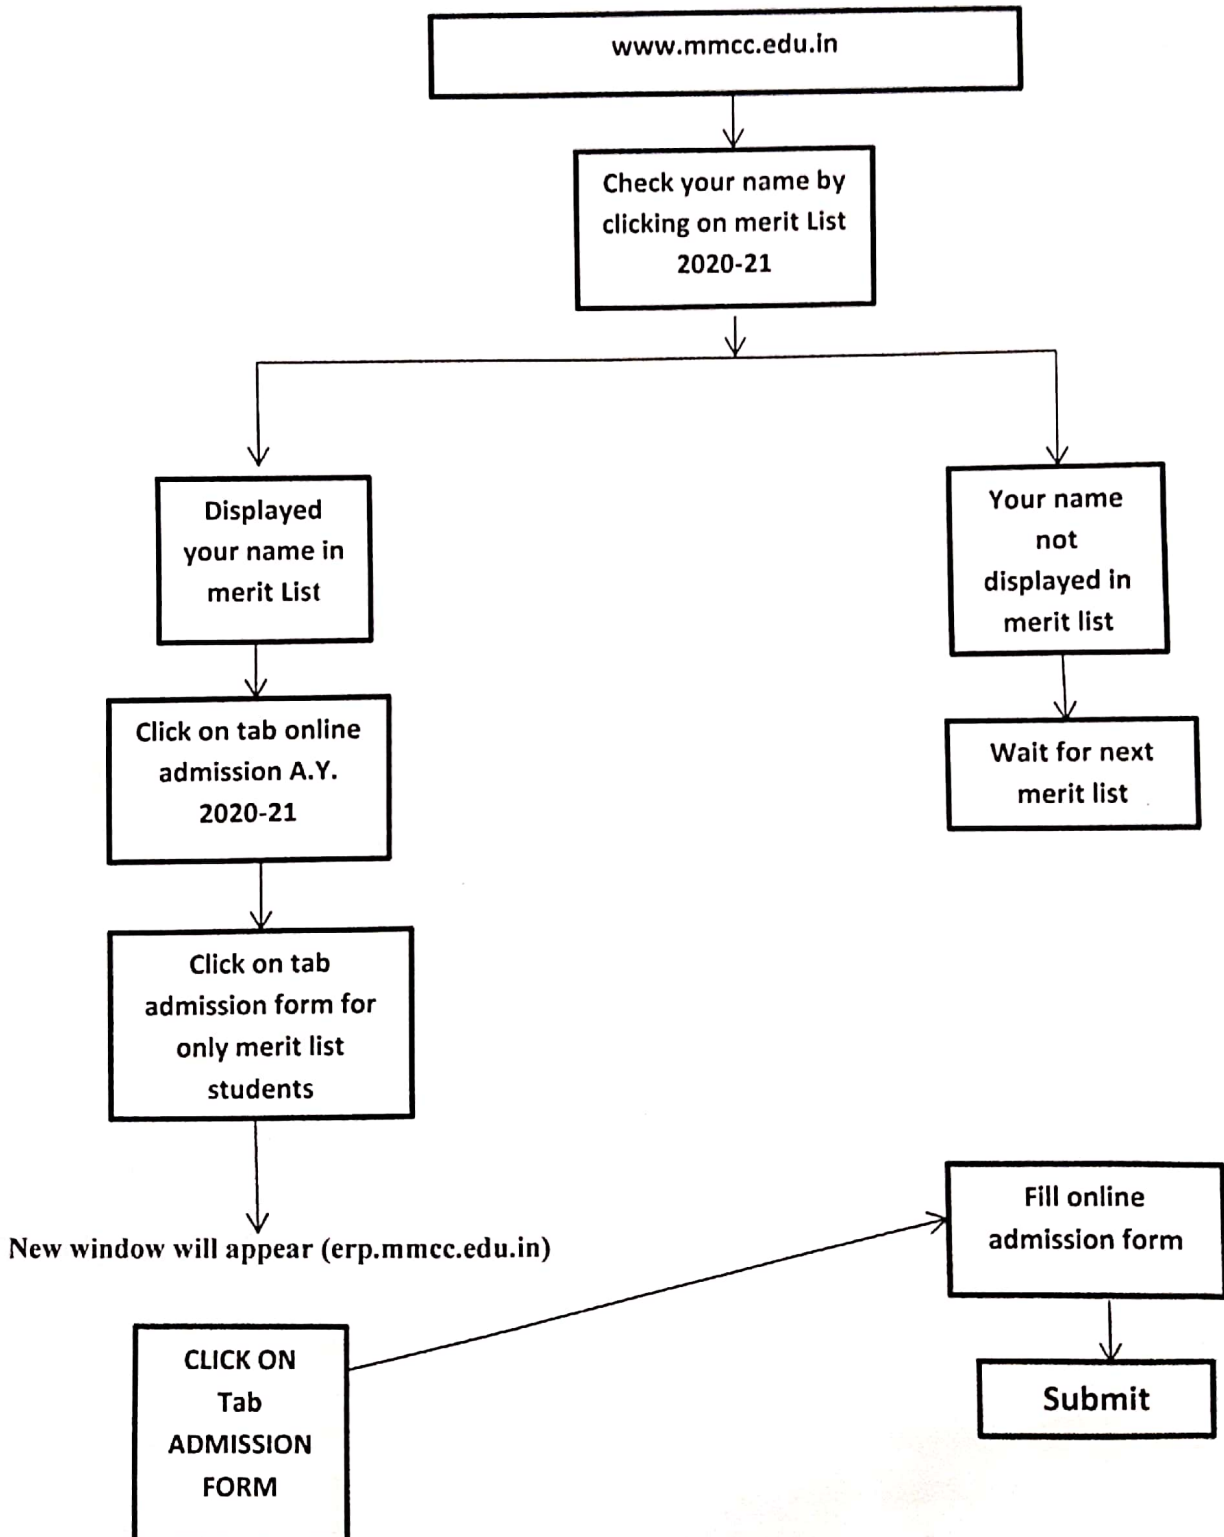 www.mmcc.edu.in
Check your name by
clicking on merit List
2020-21
Displayed
your name in
merit List
Your name
not
displayed in
merit list
Click on tab online
admission A.Y.
2020-21
Wait for next
merit list
Click on tab
admission form for
only merit list
students
New window will appear (erp.mmcc.edu.in)
Fill online
admission form
CLICK ON
Tab
ADMISSION
FORM
Submit